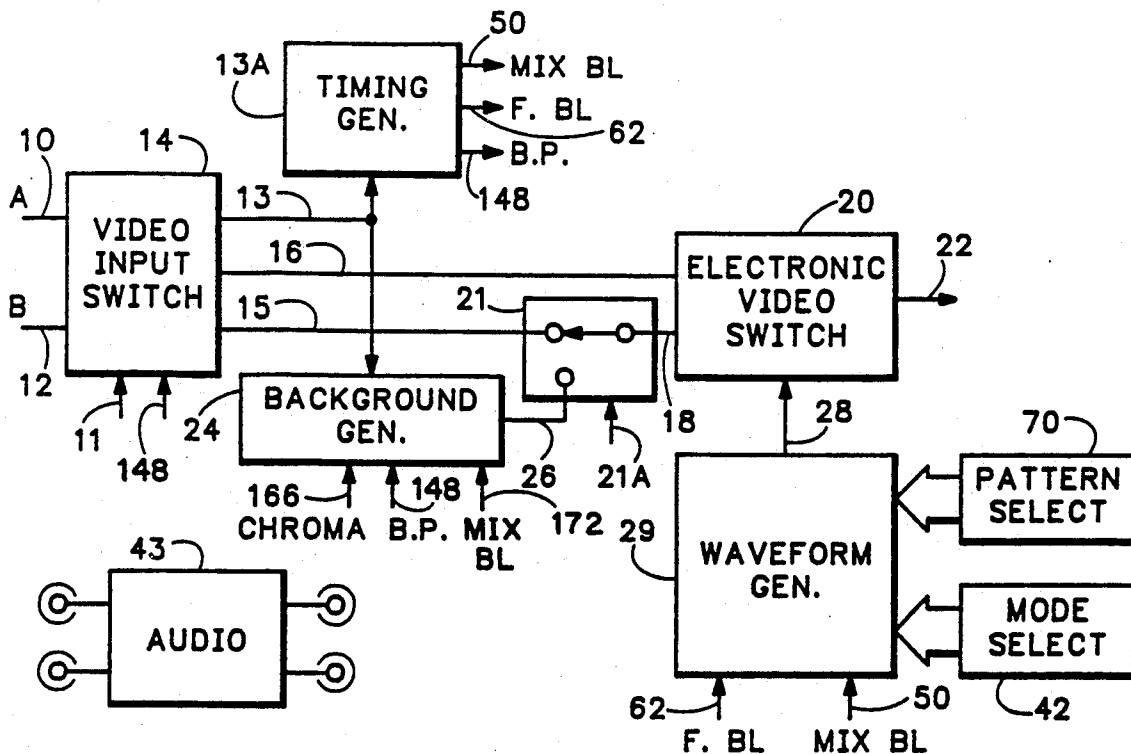 50
13A
TIMING
GEN.
MIX BL
F. BL
62
B.P.
148
10
14
A
13
VIDEO
INPUT
SWITCH
16
20
ELECTRONIC
VIDEO
SWITCH
22
B
15
21
12
11
148
24
BACKGROUND
GEN.
26
18
21A
28
70
166
148
172
CHROMA
B.P.
MIX
BL
29
WAVEFORM
GEN.
PATTERN
SELECT
43
AUDIO
MODE
SELECT
62
50
42
F. BL
MIX BL